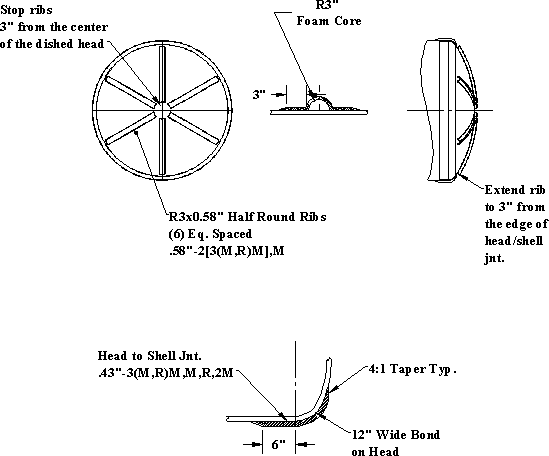 Stop ribs
3" from the center
of the dished head
R3"
Foam Core
3"
Extend rib
to 3" from
the edge of
head/shell
jnt.
R3x0.58" Half Round Ribs
(6) Eq. Spaced
.58"-2[3(M,R)M],M
Head to Shell Jnt.
.43"-3(M,R)M,M,R,2M
4:1 Taper Typ.
6"
12" Wide Bond
on Head